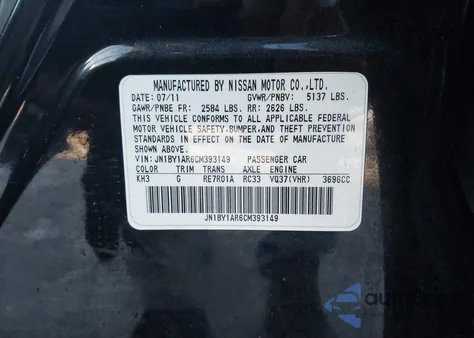 MANUFACTURED BY NISSAN MOTOR CO.,LTD.
DATE: 07/11 GVWR/PNBV: 5137 LBS.
GAWR/PNBE FR: 2584 LBS. RR: 2626 LBS.
THIS VEHICLE CONFORMS TO ALL APPLICABLE FEDERAL
MOTOR VEHICLE SAFETY,BUMPER,AND THEFT PREVENTION
STANDARDS IN EFFECT ON THE DATE OF MANUFACTURE
SHOWN ABOVE.
VIN:JN1BY1AR6CM393149 PASSENGER CAR
COLOR TRIM TRANS AXLE ENGINE
KH3 G RE7R01A RC33 VQ37(VHR) 3696CC
JN1BY1AR6CM393149